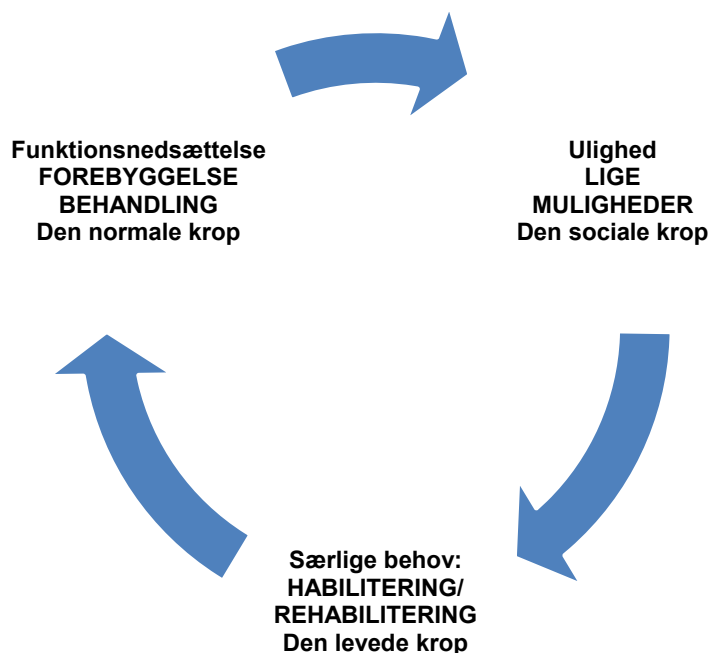 Funktionsnedsættelse
FOREBYGGELSE
BEHANDLING
Den normale krop
Ulighed
LIGE
MULIGHEDER
Den sociale krop
Særlige behov:
HABILITERING/
REHABILITERING
Den levede krop